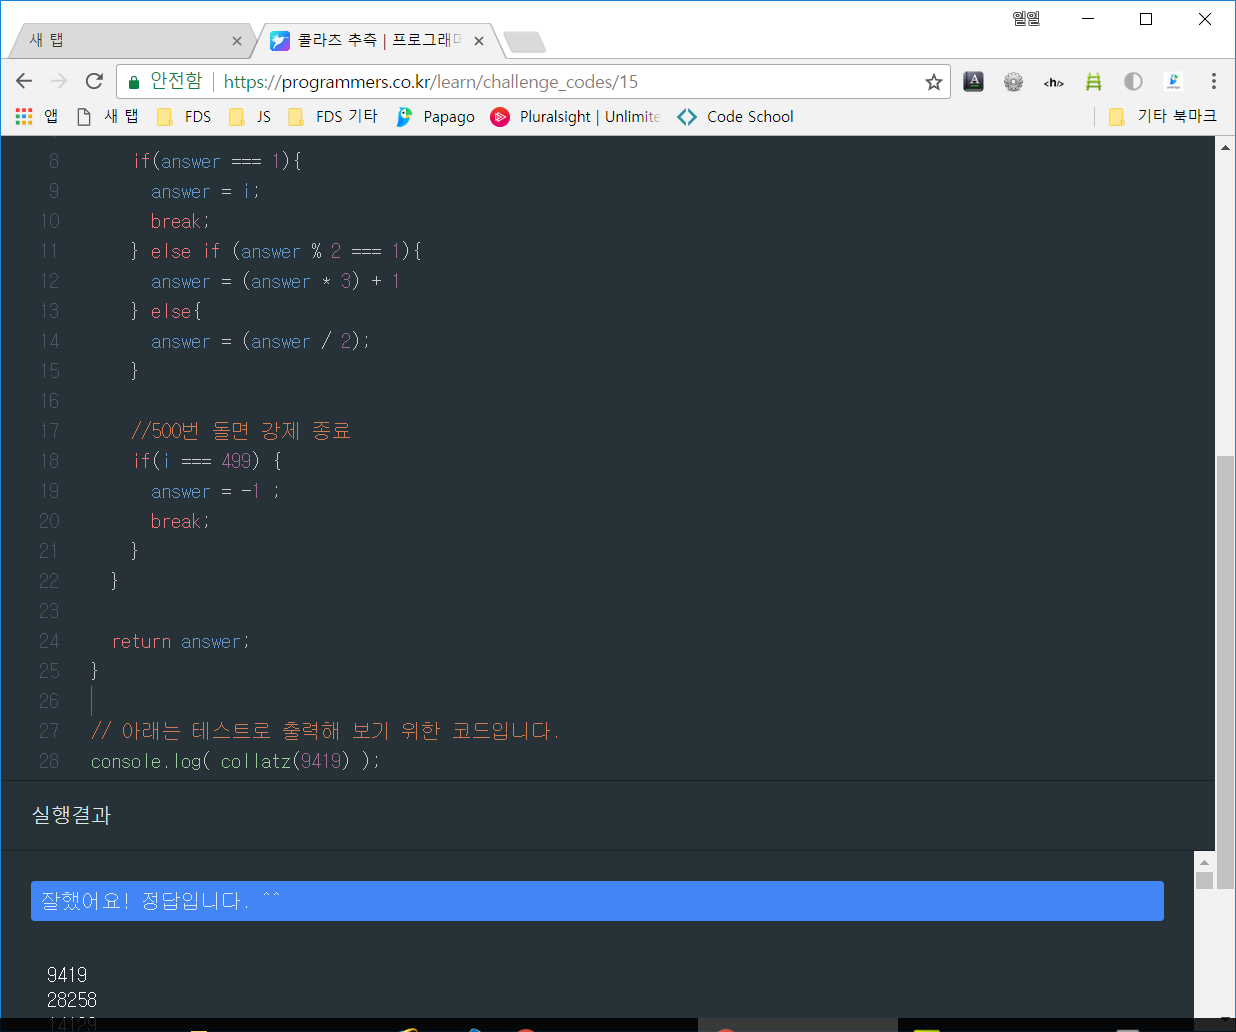 일일
새 탭
콜라츠 추측 | 프로그래머
안전함 | https://programmers.co.kr/learn/challenge_codes/15
앱 새 탭 FDS JS FDS 기타 Papago Pluralsight | Unlimite Code School 기타 북마크
8 if(answer === 1){
9 answer = i;
10 break;
11 } else if (answer % 2 === 1){
12 answer = (answer * 3) + 1
13 } else{
14 answer = (answer / 2);
15 }
16
17 //500번 돌면 강제 종료
18 if(i === 499) {
19 answer = -1 ;
20 break;
21 }
22 }
23
24 return answer;
25 }
26
27 // 아래는 테스트로 출력해 보기 위한 코드입니다.
28 console.log( collatz(9419) );
실행결과
잘했어요! 정답입니다. ^^
9419
28258
14129